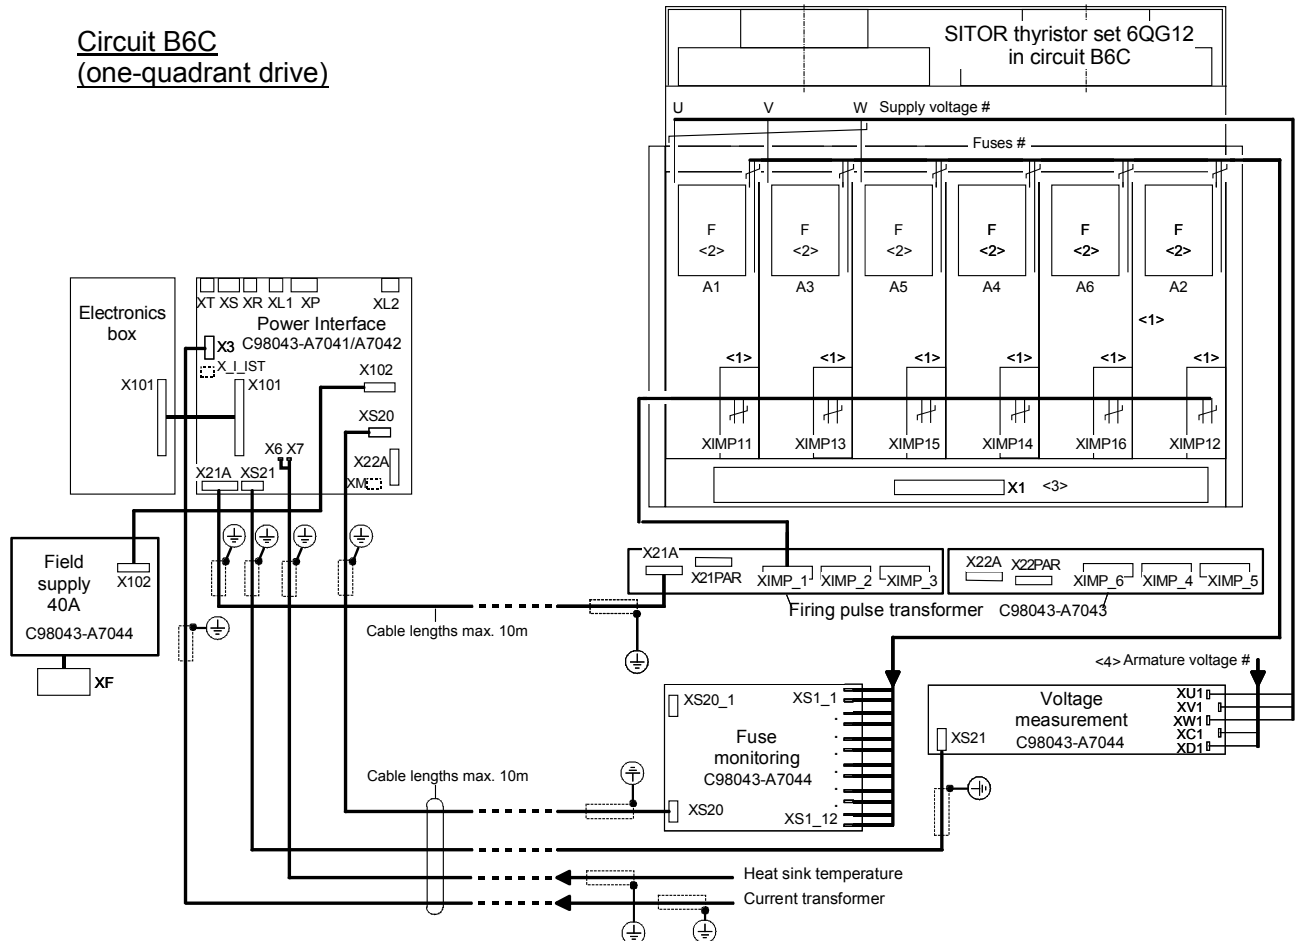 Circuit B6C
(one-quadrant drive)
SITOR thyristor set 6QG12
in circuit B6C
U V W Supply voltage #
Fuses #
F F F F F F
<2> <2> <2> <2> <2> <2>
A1 A3 A5 A4 A6 A2
<1>
<1> <1> <1> <1> <1> <1>
XIMP11 XIMP13 XIMP15 XIMP14 XIMP16 XIMP12
X1 <3>
Electronics
box
X101
XT XS XR XL1 XP XL2
Power Interface
C98043-A7041/A7042
X3
X_I_IST
X101
X102
XS20
X6 X7
X22A
X21A XS21
XM
Field
supply
40A
X102
C98043-A7044
XF
X21A
X21PAR
XIMP_1 XIMP_2 XIMP_3
X22A X22PAR
XIMP_6 XIMP_4 XIMP_5
Firing pulse transformer C98043-A7043
Cable lengths max. 10m
<4> Armature voltage #
XS20_1
XS1_1
Fuse
monitoring
C98043-A7044
XS20
XS1_12
Voltage
measurement
C98043-A7044
XS21
XU1
XV1
XW1
XC1
XD1
Cable lengths max. 10m
Heat sink temperature
Current transformer